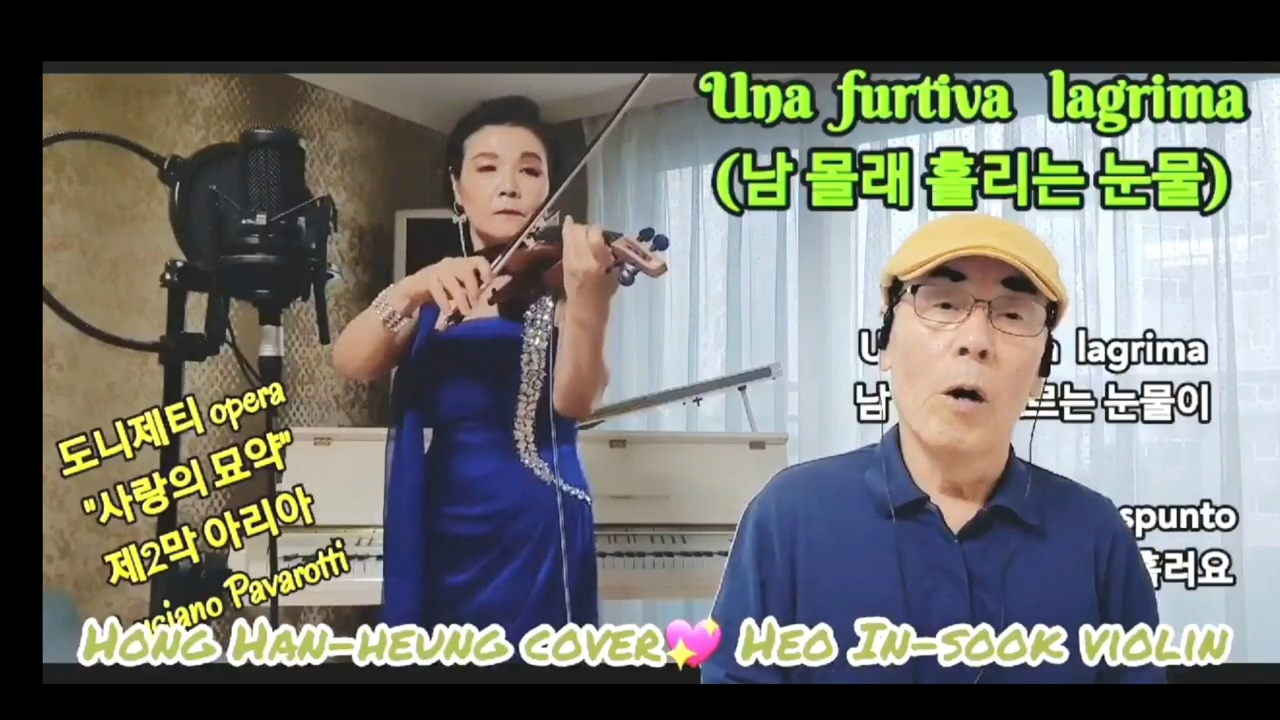 Una furtiva lagrima
(남 몰래 흘리는 눈물)
lagrima
남 르는 눈물이
spunto
흘러요
도니제티 opera
"사랑의 묘약"
제2막 아리아
Pavarotti
Hong Han-heung cover💖 Heo In-sook violin